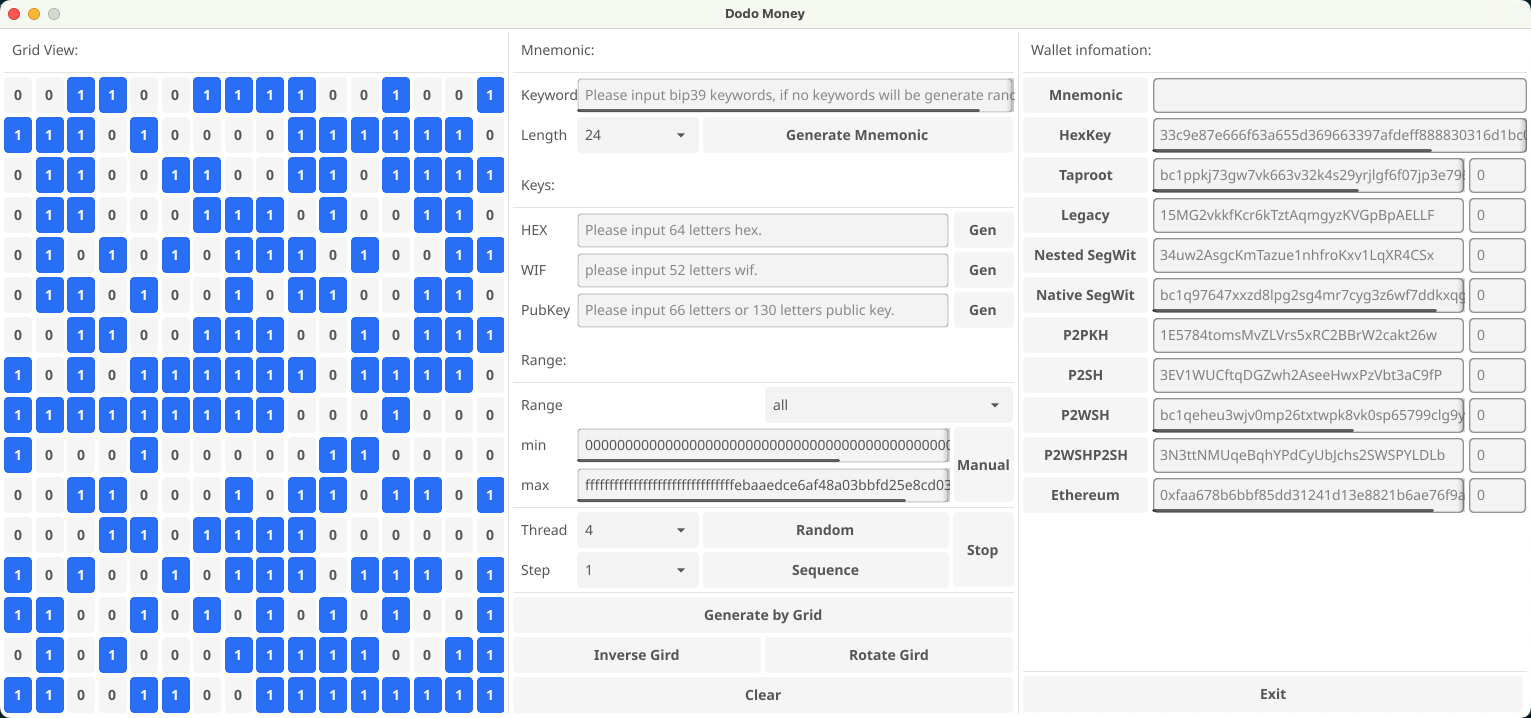 Dodo Money
Grid View:
0 0 1 1 0 0 1 1 1 1 0 0 1 0 0 1
1 1 1 0 1 0 0 0 0 1 1 1 1 1 1 0
0 1 1 0 0 1 1 0 0 1 1 0 1 1 1 1
0 1 1 0 0 0 1 1 1 0 1 0 0 1 1 0
0 1 0 1 0 1 0 1 1 1 0 1 0 0 1 1
0 1 1 0 1 0 0 1 0 1 1 0 0 1 1 0
0 0 1 1 0 0 1 1 1 0 0 1 0 1 1 1
1 0 1 0 1 1 1 1 1 1 0 1 1 1 1 0
1 1 1 1 1 1 1 1 1 0 0 0 1 0 0 0
1 0 0 0 1 0 0 0 0 0 1 1 0 0 0 0
0 0 1 1 0 0 0 1 0 1 1 0 1 1 0 1
0 0 0 1 1 0 1 1 1 1 0 0 0 0 0 0
1 0 1 0 0 1 0 1 1 1 0 1 1 1 0 1
1 1 0 0 1 0 1 0 1 0 1 0 1 0 0 1
0 1 0 1 0 0 0 1 1 1 1 1 0 0 1 1
1 1 0 0 1 1 0 0 1 1 1 1 1 1 1 1
Mnemonic:
Keyword Please input bip39 keywords, if no keywords will be generate ranc
Length 24 Generate Mnemonic
Keys:
HEX Please input 64 letters hex. Gen
WIF please input 52 letters wif. Gen
PubKey Please input 66 letters or 130 letters public key. Gen
Range:
Range all
min
max fffffffffffffffffffffffffffffffebaaedce6af48a03bbfd25e8cd03
Manual
Thread 4 Random
Step 1 Sequence
Stop
Generate by Grid
Inverse Gird Rotate Gird
Clear
Wallet infomation:
Mnemonic
HexKey 33c9e87e666f63a655d369663397afdeff888830316d1bc0
Taproot bc1ppkj73gw7vk663v32k4s29yrjlgf6f07jp3e79 0
Legacy 15MG2vkkfKcr6kTztAqmgyzKVGpBpAELLF 0
Nested SegWit 34uw2AsgcKmTazue1nhfroKxv1LqXR4CSx 0
Native SegWit bc1q97647xxzd8lpg2sg4mr7cyg3z6wf7ddkxqg 0
P2PKH 1E5784tomsMvZLVrs5xRC2BBrW2cakt26w 0
P2SH 3EV1WUCftqDGZwh2AseeHwxPzVbt3aC9fP 0
P2WSH bc1qeheu3wjv0mp26txtwpk8vk0sp65799clg9y 0
P2WSHP2SH 3N3ttNMUqeBqhYPdCyUbJchs2SWSPYLDLb 0
Ethereum 0xfaa678b6bbf85dd31241d13e8821b6ae76f9a 0
Exit